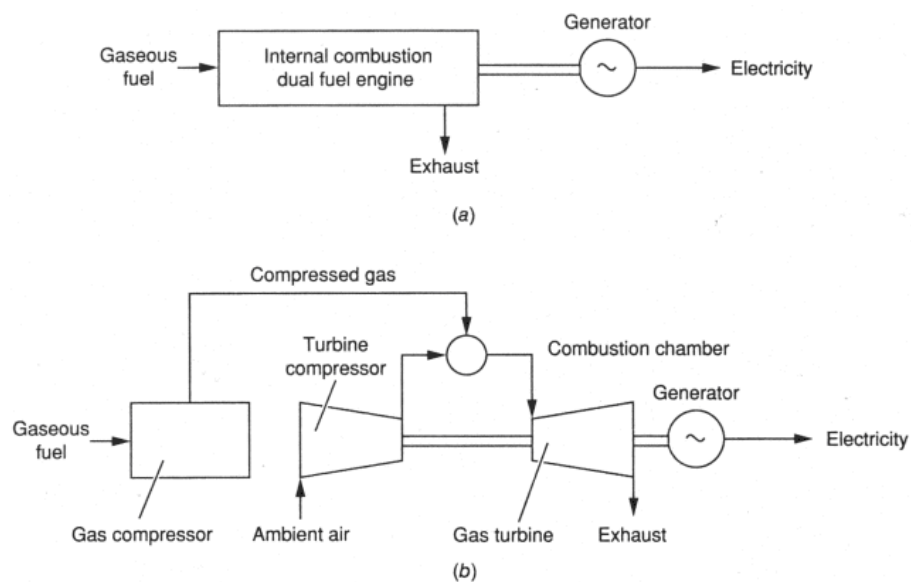 Generator
Gaseous
fuel
Internal combustion
dual fuel engine
~
Electricity
Exhaust
(a)
Compressed gas
Turbine
compressor
Combustion chamber
Generator
Gaseous
fuel
~
Electricity
Gas compressor
Ambient air
Gas turbine
Exhaust
(b)